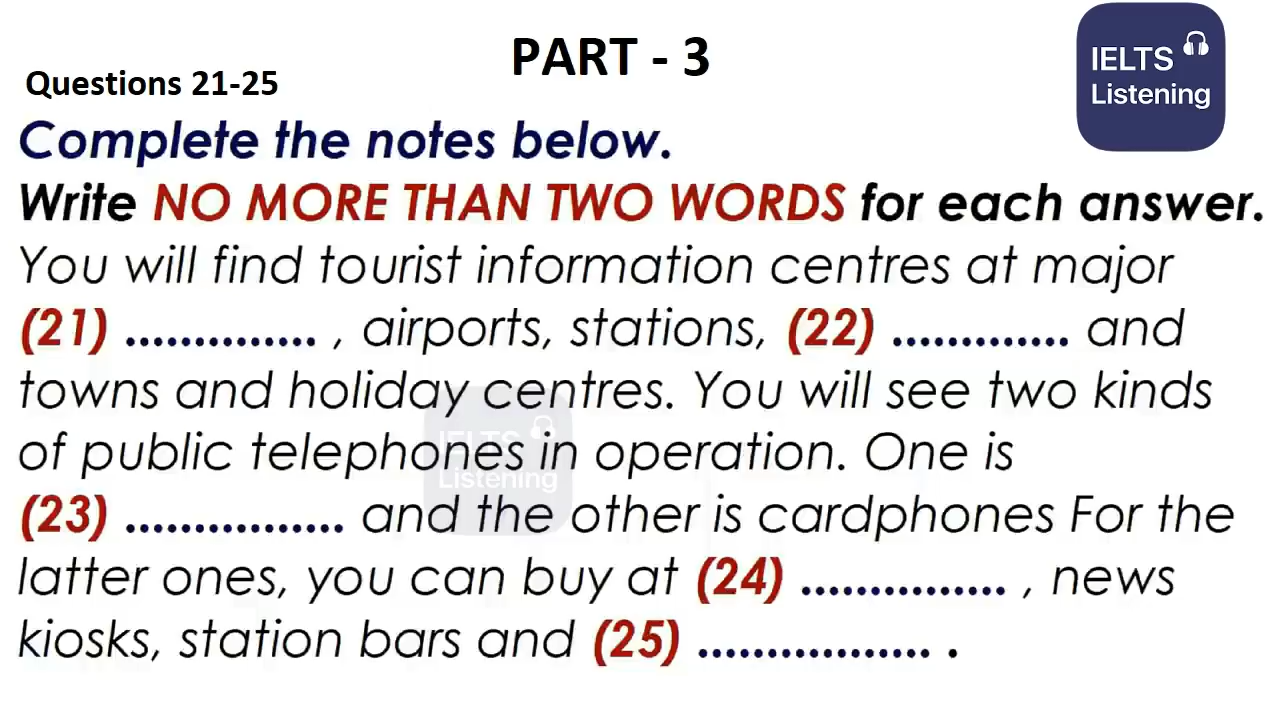 PART - 3
IELTS
Listening
Questions 21-25
Complete the notes below.
Write NO MORE THAN TWO WORDS for each answer.
You will find tourist information centres at major
(21) .............. , airports, stations, (22) ............. and
towns and holiday centres. You will see two kinds
of public telephones in operation. One is
(23) ................ and the other is cardphones For the
latter ones, you can buy at (24) ............... , news
kiosks, station bars and (25) ................. .
IELTS
Listening